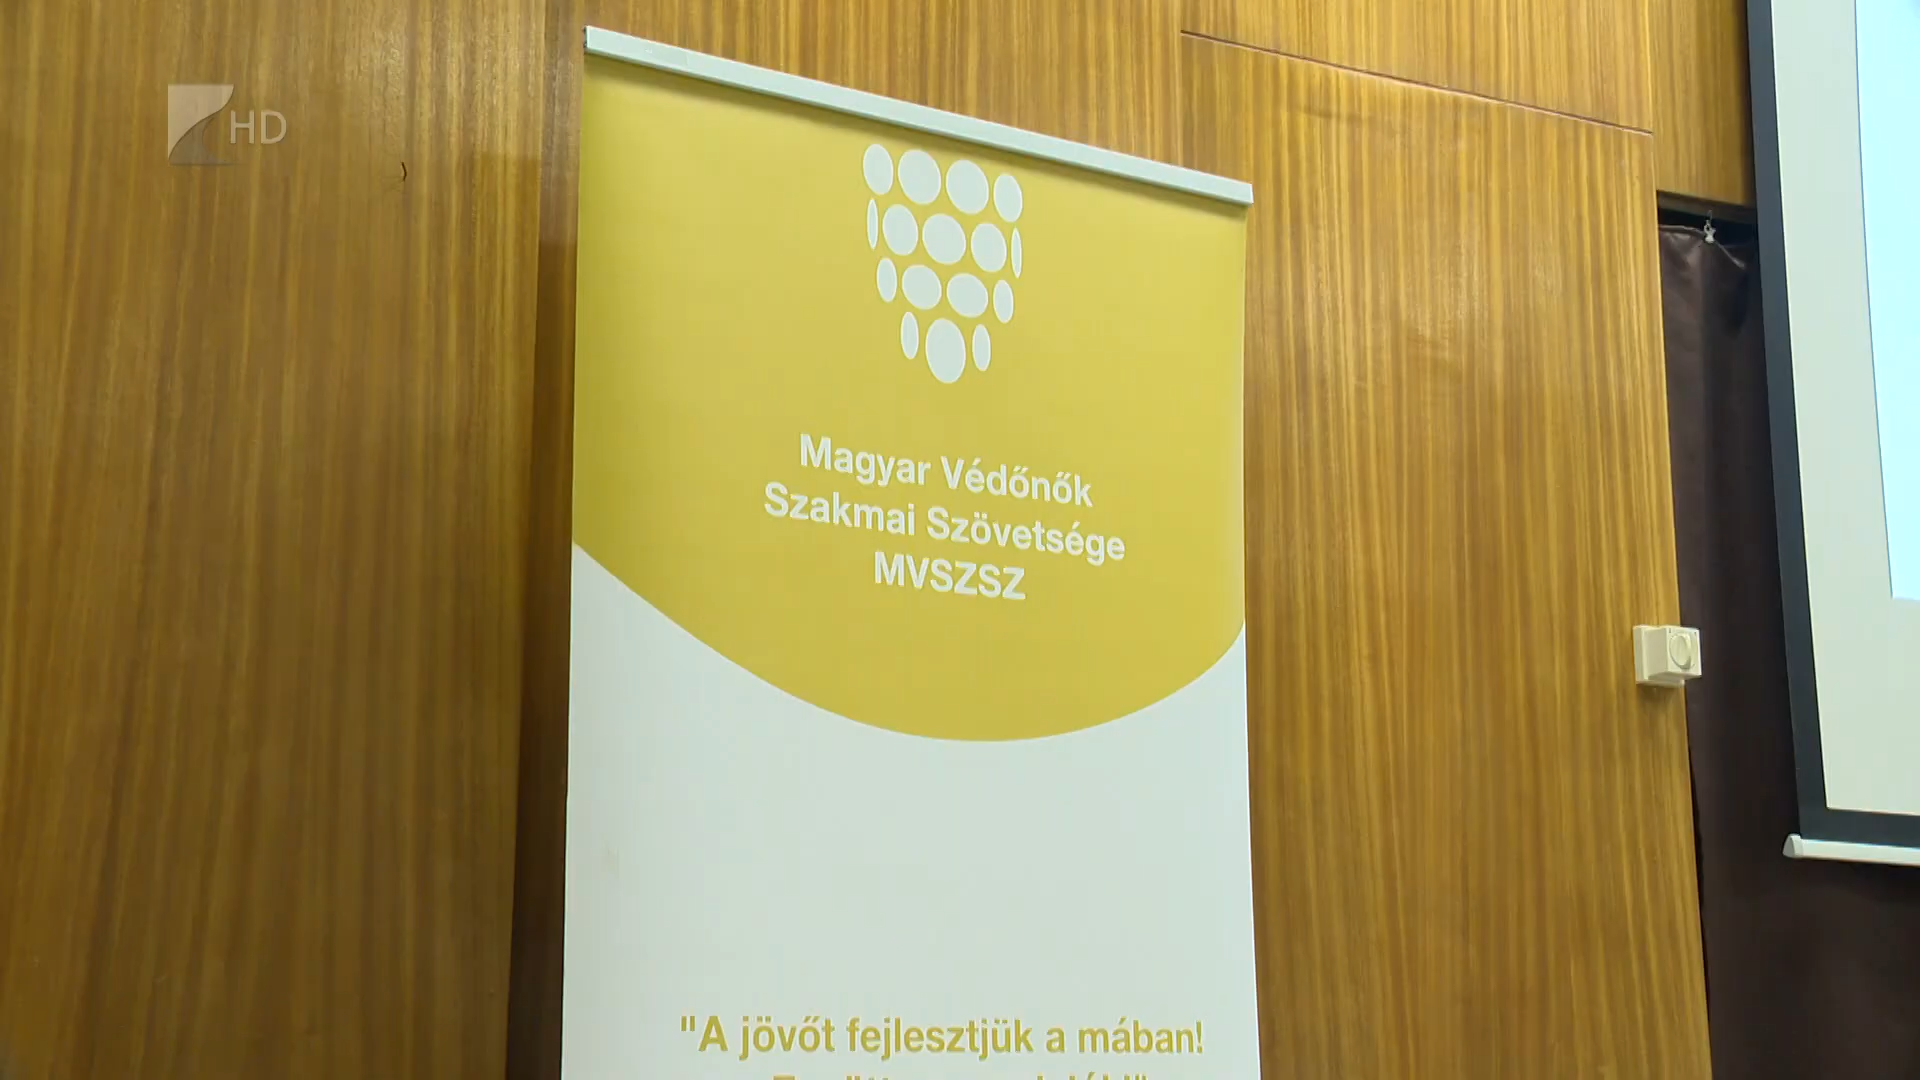 HD
Magyar Védőnők
Szakmai Szövetsége
MVSZSZ
"A jövőt fejlesztjük a mában!